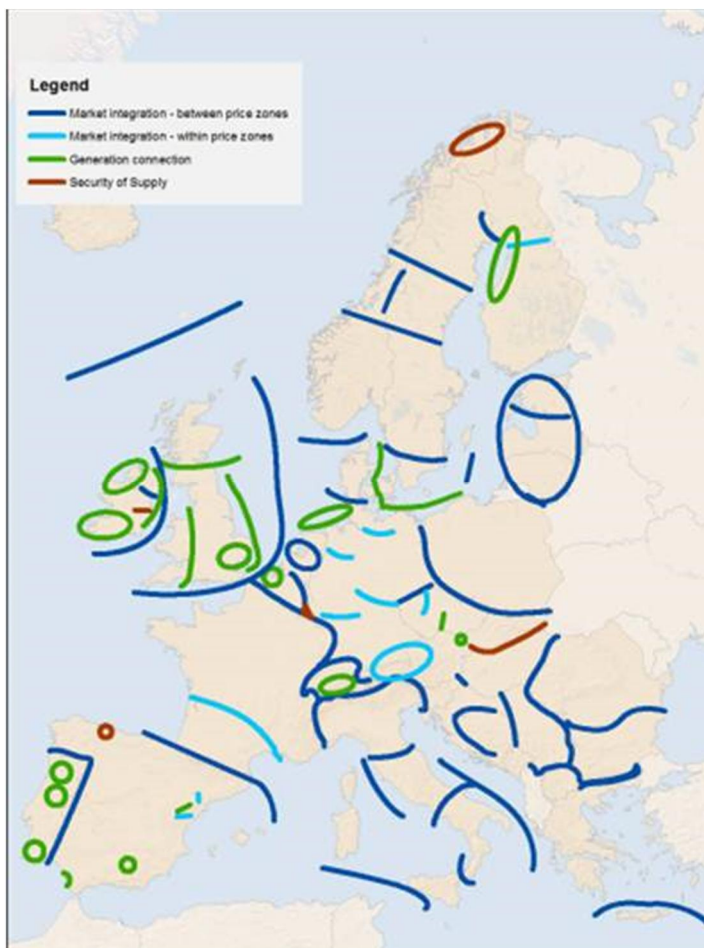 Legend
Market integration - between price zones
Market integration - within price zones
Generation connection
Security of Supply